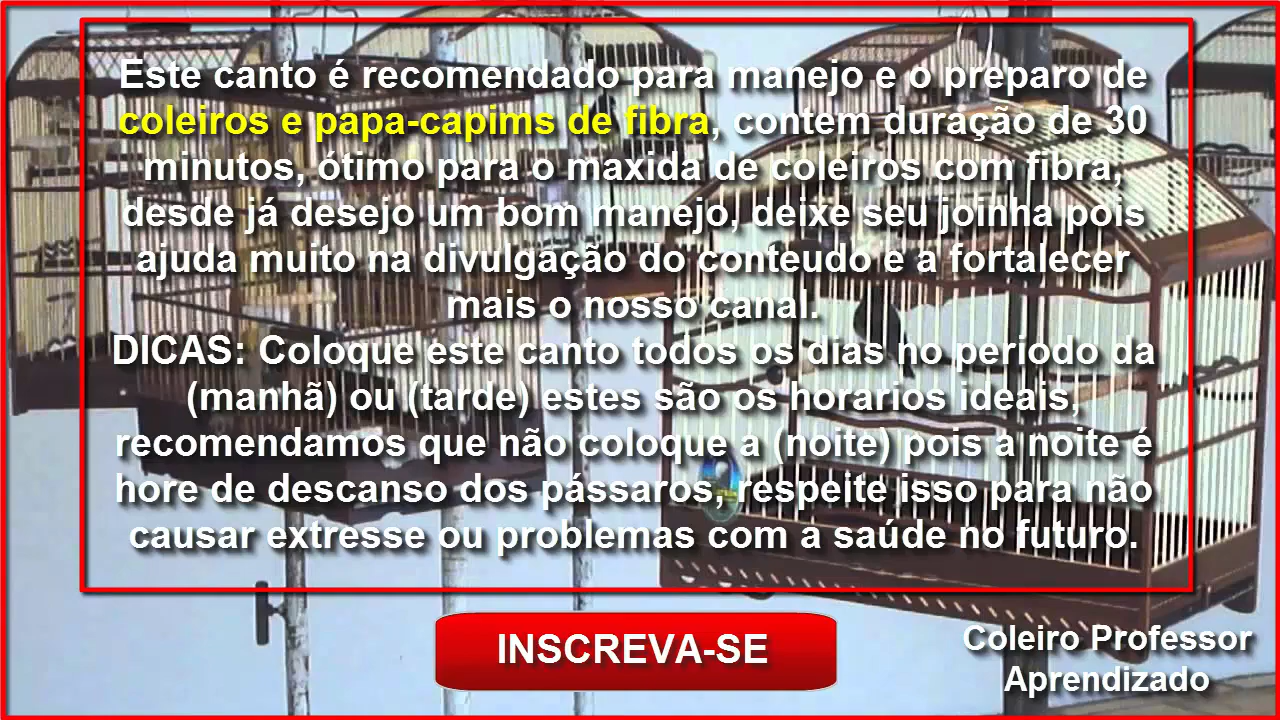 Este canto é recomendado para manejo e o preparo de
coleiros e papa-capims de fibra, contem duração de 30
minutos, ótimo para o maxida de coleiros com fibra,
desde já desejo um bom manejo, deixe seu joinha pois
ajuda muito na divulgação do conteudo e a fortalecer
mais o nosso canal.
DICAS: Coloque este canto todos os dias no periodo da
(manhã) ou (tarde) estes são os horarios ideais,
recomendamos que não coloque a (noite) pois a noite é
hore de descanso dos pássaros, respeite isso para não
causar extresse ou problemas com a saúde no futuro.
INSCREVA-SE
Coleiro Professor
Aprendizado